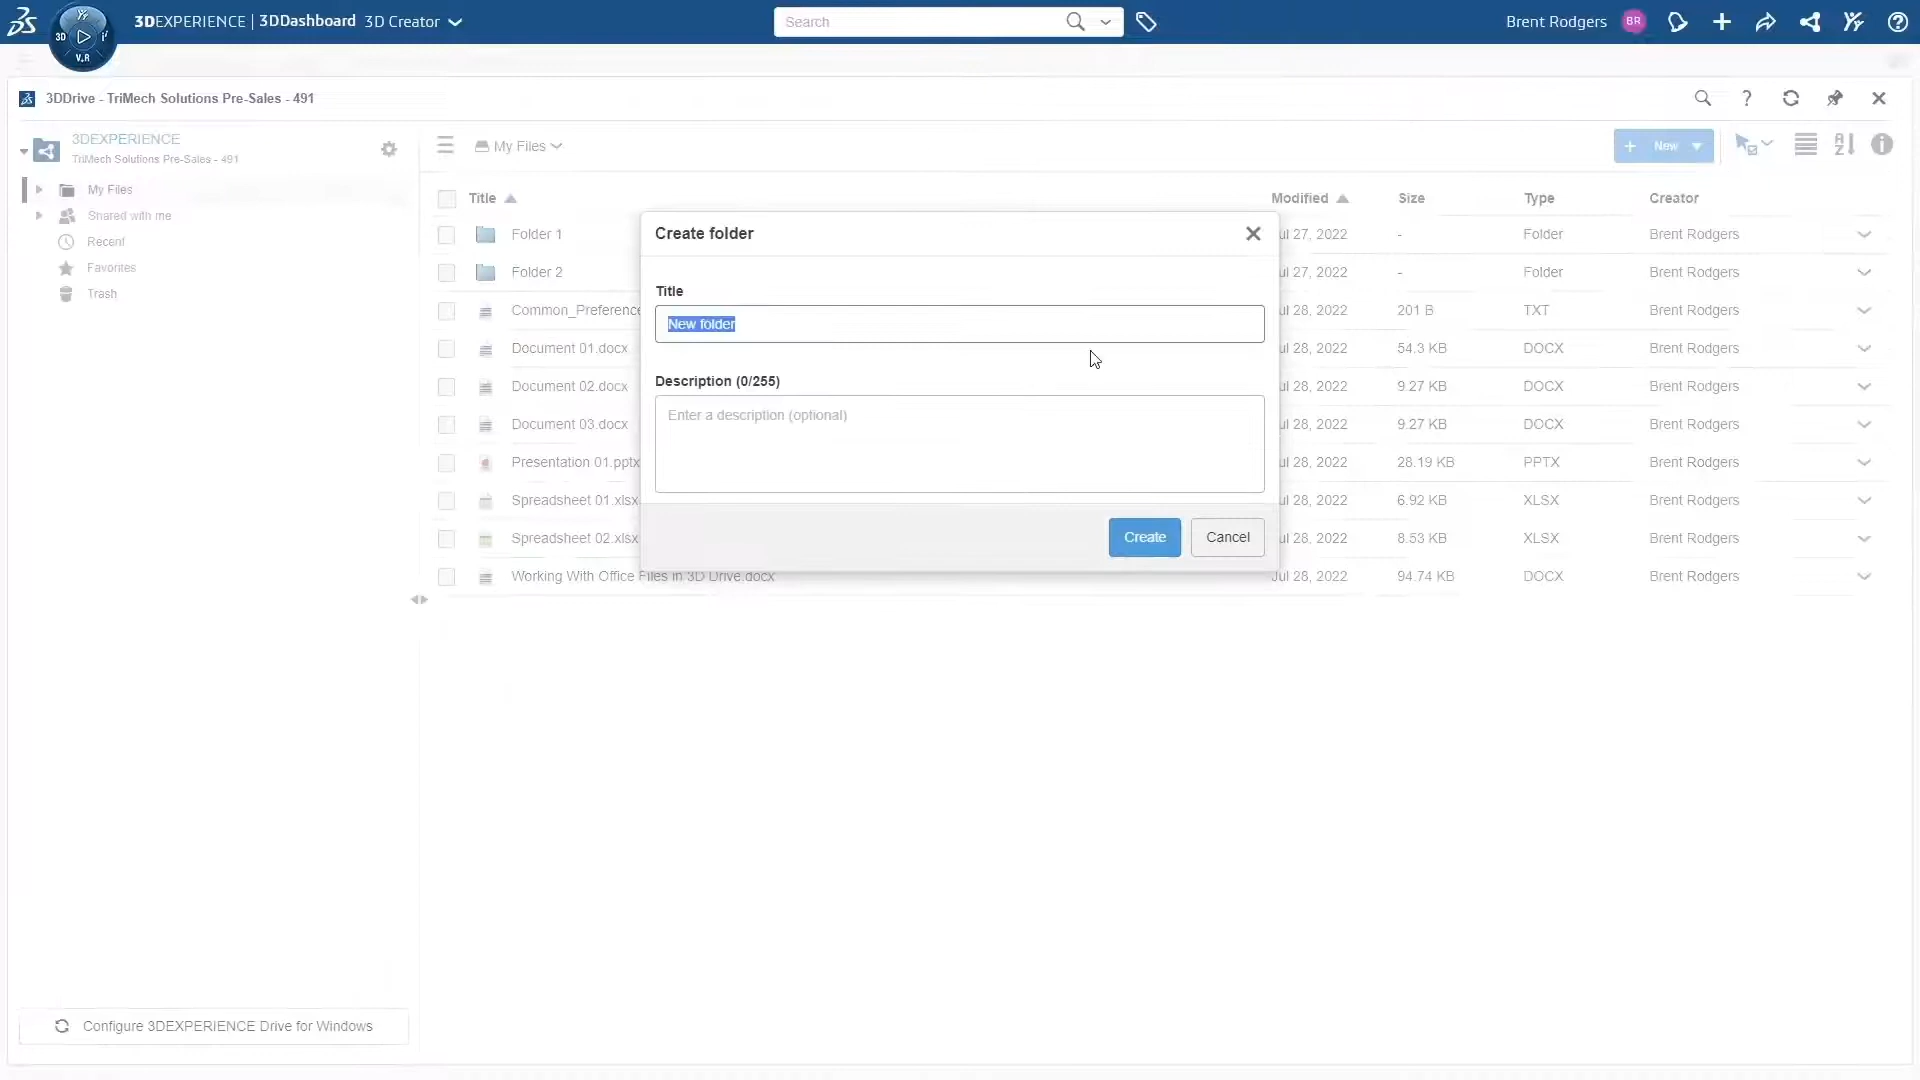 3DEXPERIENCE | 3DDashboard 3D Creator
Search
Brent Rodgers BR
3D V.R
3DDrive - TriMech Solutions Pre-Sales - 491
3DEXPERIENCE
TriMech Solutions Pre-Sales - 491
My Files
Shared with me
Recent
Favorites
Trash
My Files
+ New
Title Modified Size Type Creator
Folder 1 Jul 27, 2022 - Folder Brent Rodgers
Folder 2 Jul 27, 2022 - Folder Brent Rodgers
Common_Preference Jul 28, 2022 201 B TXT Brent Rodgers
Document 01.docx Jul 28, 2022 54.3 KB DOCX Brent Rodgers
Document 02.docx Jul 28, 2022 9.27 KB DOCX Brent Rodgers
Document 03.docx Jul 28, 2022 9.27 KB DOCX Brent Rodgers
Presentation 01.pptx Jul 28, 2022 28.19 KB PPTX Brent Rodgers
Spreadsheet 01.xlsx Jul 28, 2022 6.92 KB XLSX Brent Rodgers
Spreadsheet 02.xlsx Jul 28, 2022 8.53 KB XLSX Brent Rodgers
Working With Office Files in 3D Drive.docx Jul 28, 2022 94.74 KB DOCX Brent Rodgers
Create folder
Title
New folder
Description (0/255)
Enter a description (optional)
Create Cancel
Configure 3DEXPERIENCE Drive for Windows